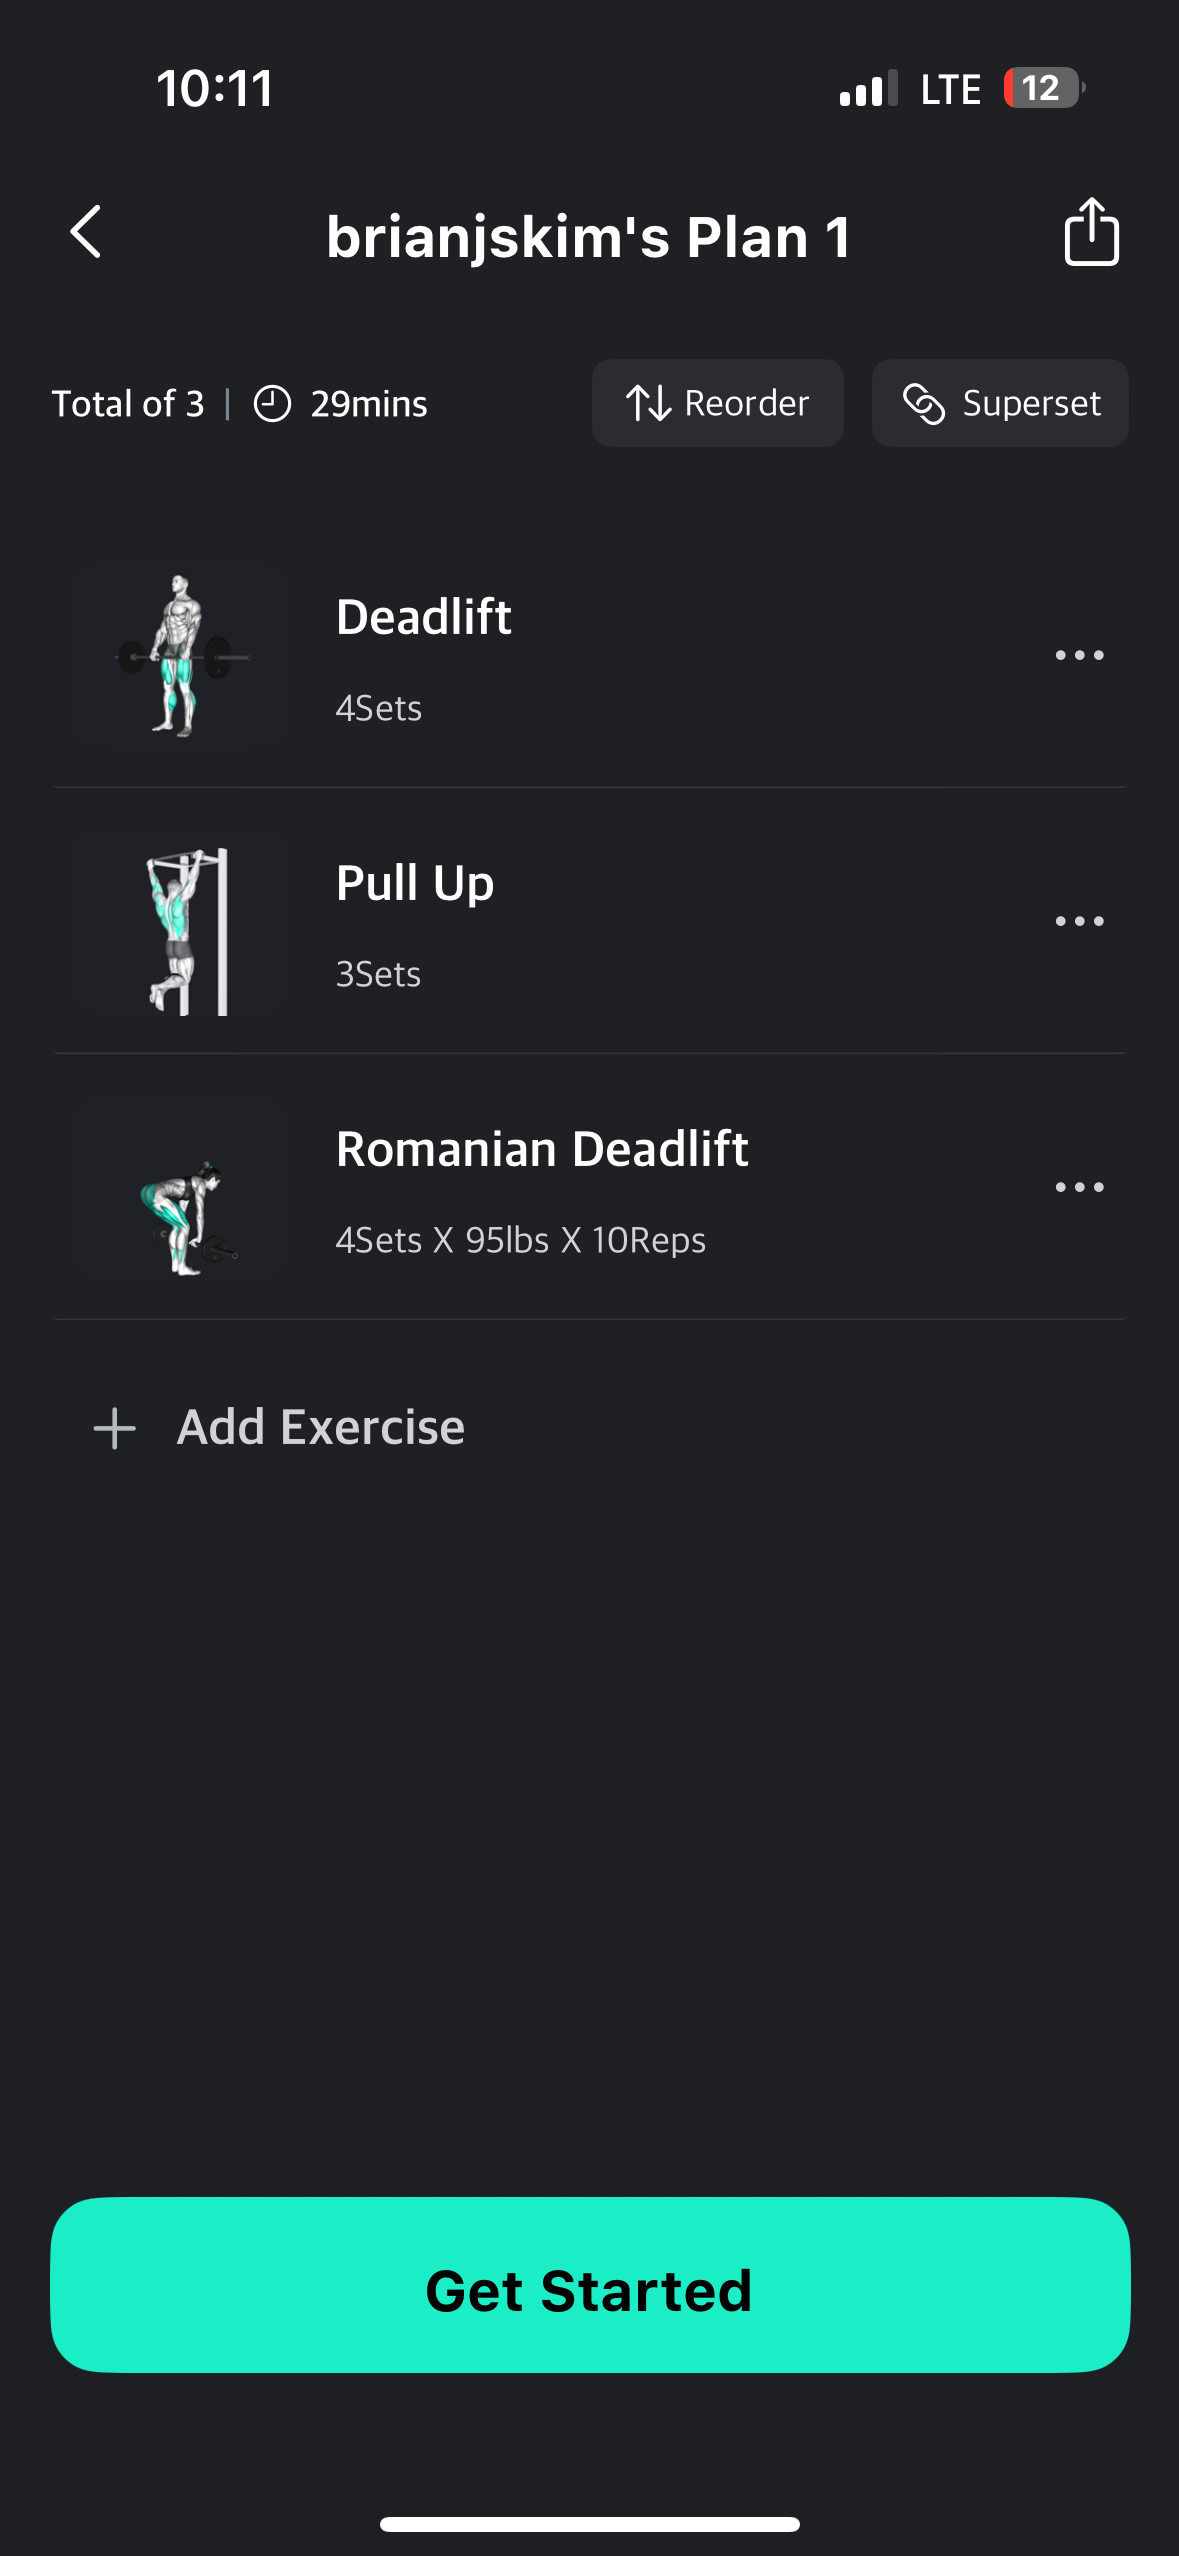 10:11
LTE 12
brianjskim's Plan 1
Total of 3 | 29mins
Reorder
Superset
Deadlift
4Sets
Pull Up
3Sets
Romanian Deadlift
4Sets X 95lbs X 10Reps
+ Add Exercise
Get Started